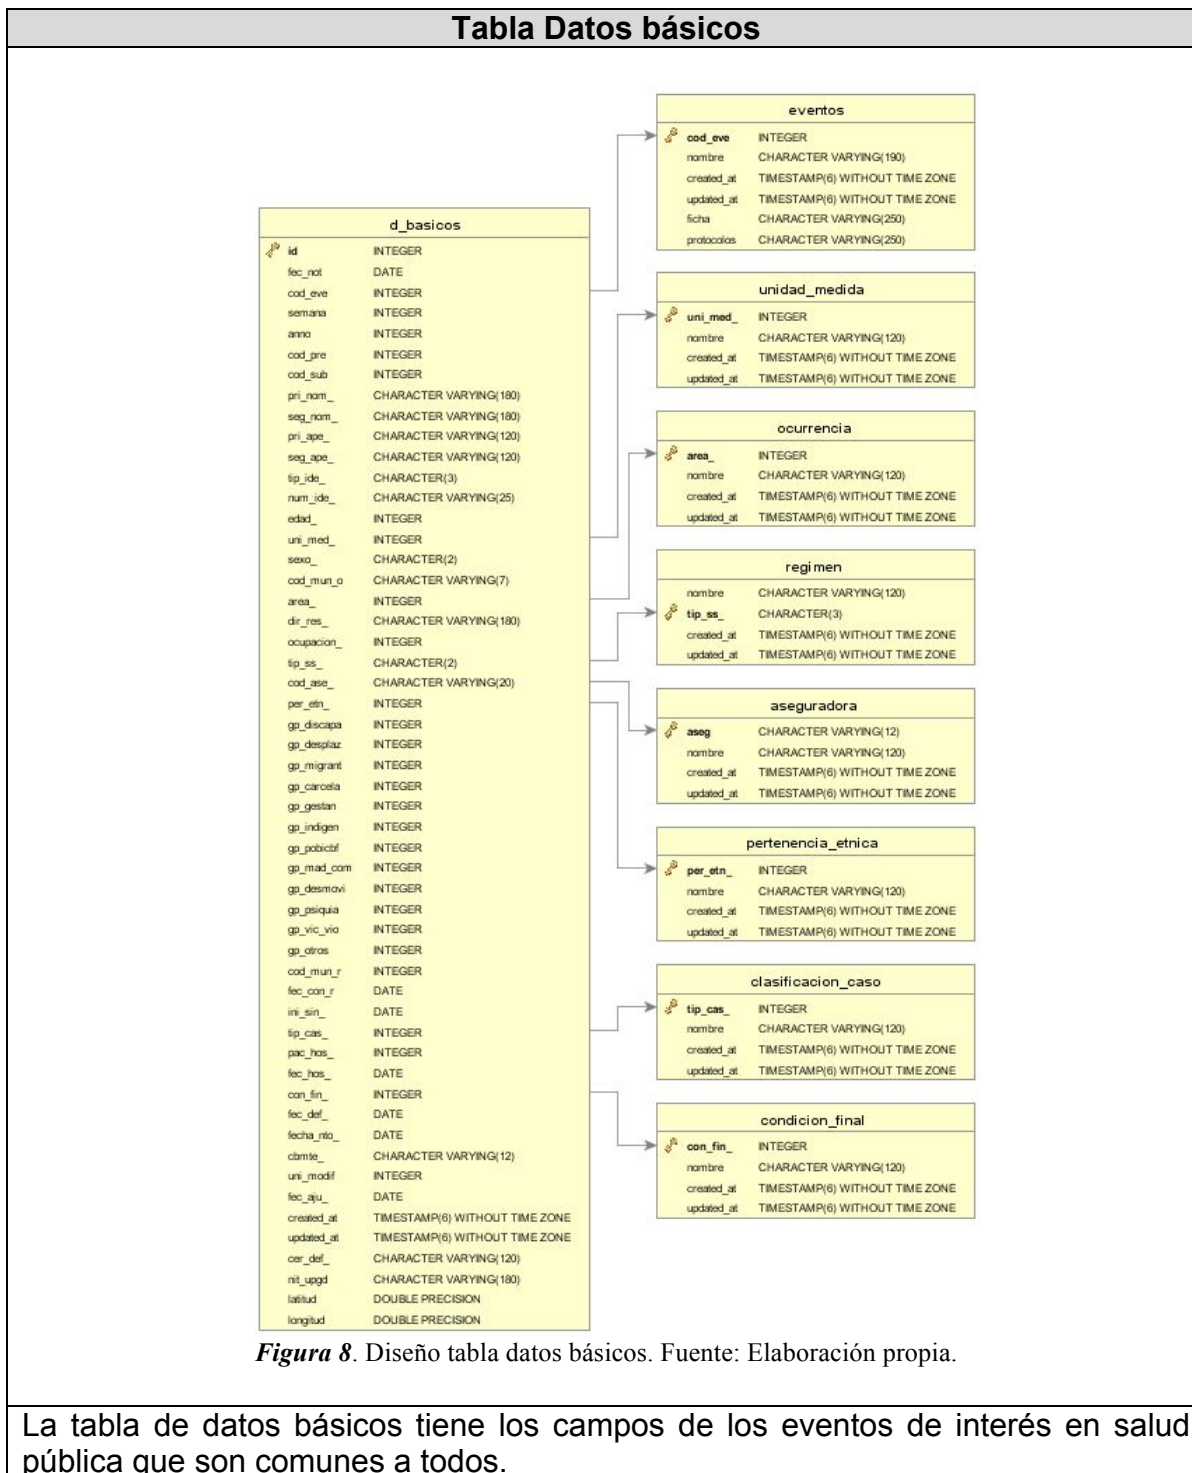 Tabla Datos básicos
d_basicos
id INTEGER
fec_not DATE
cod_eve INTEGER
semana INTEGER
anno INTEGER
cod_pre INTEGER
cod_sub INTEGER
pri_nom_ CHARACTER VARYING(180)
seg_nom_ CHARACTER VARYING(180)
pri_ape_ CHARACTER VARYING(120)
seg_ape_ CHARACTER VARYING(120)
tip_ide_ CHARACTER(3)
num_ide_ CHARACTER VARYING(25)
edad_ INTEGER
uni_med_ INTEGER
sexo_ CHARACTER(2)
cod_mun_o CHARACTER VARYING(7)
area_ INTEGER
dir_res_ CHARACTER VARYING(180)
ocupacion_ INTEGER
tip_ss_ CHARACTER(2)
cod_ase_ CHARACTER VARYING(20)
per_etn_ INTEGER
gp_discapa INTEGER
gp_desplaz INTEGER
gp_migrant INTEGER
gp_carcela INTEGER
gp_gestan INTEGER
gp_indigen INTEGER
gp_pobicbf INTEGER
gp_mad_com INTEGER
gp_desmovi INTEGER
gp_psiquia INTEGER
gp_vic_vio INTEGER
gp_otros INTEGER
cod_mun_r INTEGER
fec_con_r DATE
ini_sin_ DATE
tip_cas_ INTEGER
pac_hos_ INTEGER
fec_hos_ DATE
con_fin_ INTEGER
fec_def_ DATE
fecha_nto_ DATE
cbmte_ CHARACTER VARYING(12)
uni_modif INTEGER
fec_aju_ DATE
created_at TIMESTAMP(6) WITHOUT TIME ZONE
updated_at TIMESTAMP(6) WITHOUT TIME ZONE
cer_def_ CHARACTER VARYING(120)
nit_upgd CHARACTER VARYING(180)
latitud DOUBLE PRECISION
longitud DOUBLE PRECISION
eventos
cod_eve INTEGER
nombre CHARACTER VARYING(190)
created_at TIMESTAMP(6) WITHOUT TIME ZONE
updated_at TIMESTAMP(6) WITHOUT TIME ZONE
ficha CHARACTER VARYING(250)
protocolos CHARACTER VARYING(250)
unidad_medida
uni_med_ INTEGER
nombre CHARACTER VARYING(120)
created_at TIMESTAMP(6) WITHOUT TIME ZONE
updated_at TIMESTAMP(6) WITHOUT TIME ZONE
ocurrencia
area_ INTEGER
nombre CHARACTER VARYING(120)
created_at TIMESTAMP(6) WITHOUT TIME ZONE
updated_at TIMESTAMP(6) WITHOUT TIME ZONE
regimen
nombre CHARACTER VARYING(120)
tip_ss_ CHARACTER(3)
created_at TIMESTAMP(6) WITHOUT TIME ZONE
updated_at TIMESTAMP(6) WITHOUT TIME ZONE
aseguradora
aseg CHARACTER VARYING(12)
nombre CHARACTER VARYING(120)
created_at TIMESTAMP(6) WITHOUT TIME ZONE
updated_at TIMESTAMP(6) WITHOUT TIME ZONE
pertenencia_etnica
per_etn_ INTEGER
nombre CHARACTER VARYING(120)
created_at TIMESTAMP(6) WITHOUT TIME ZONE
updated_at TIMESTAMP(6) WITHOUT TIME ZONE
clasificacion_caso
tip_cas_ INTEGER
nombre CHARACTER VARYING(120)
created_at TIMESTAMP(6) WITHOUT TIME ZONE
updated_at TIMESTAMP(6) WITHOUT TIME ZONE
condicion_final
con_fin_ INTEGER
nombre CHARACTER VARYING(120)
created_at TIMESTAMP(6) WITHOUT TIME ZONE
updated_at TIMESTAMP(6) WITHOUT TIME ZONE
Figura 8. Diseño tabla datos básicos. Fuente: Elaboración propia.
La tabla de datos básicos tiene los campos de los eventos de interés en salud
pública que son comunes a todos.